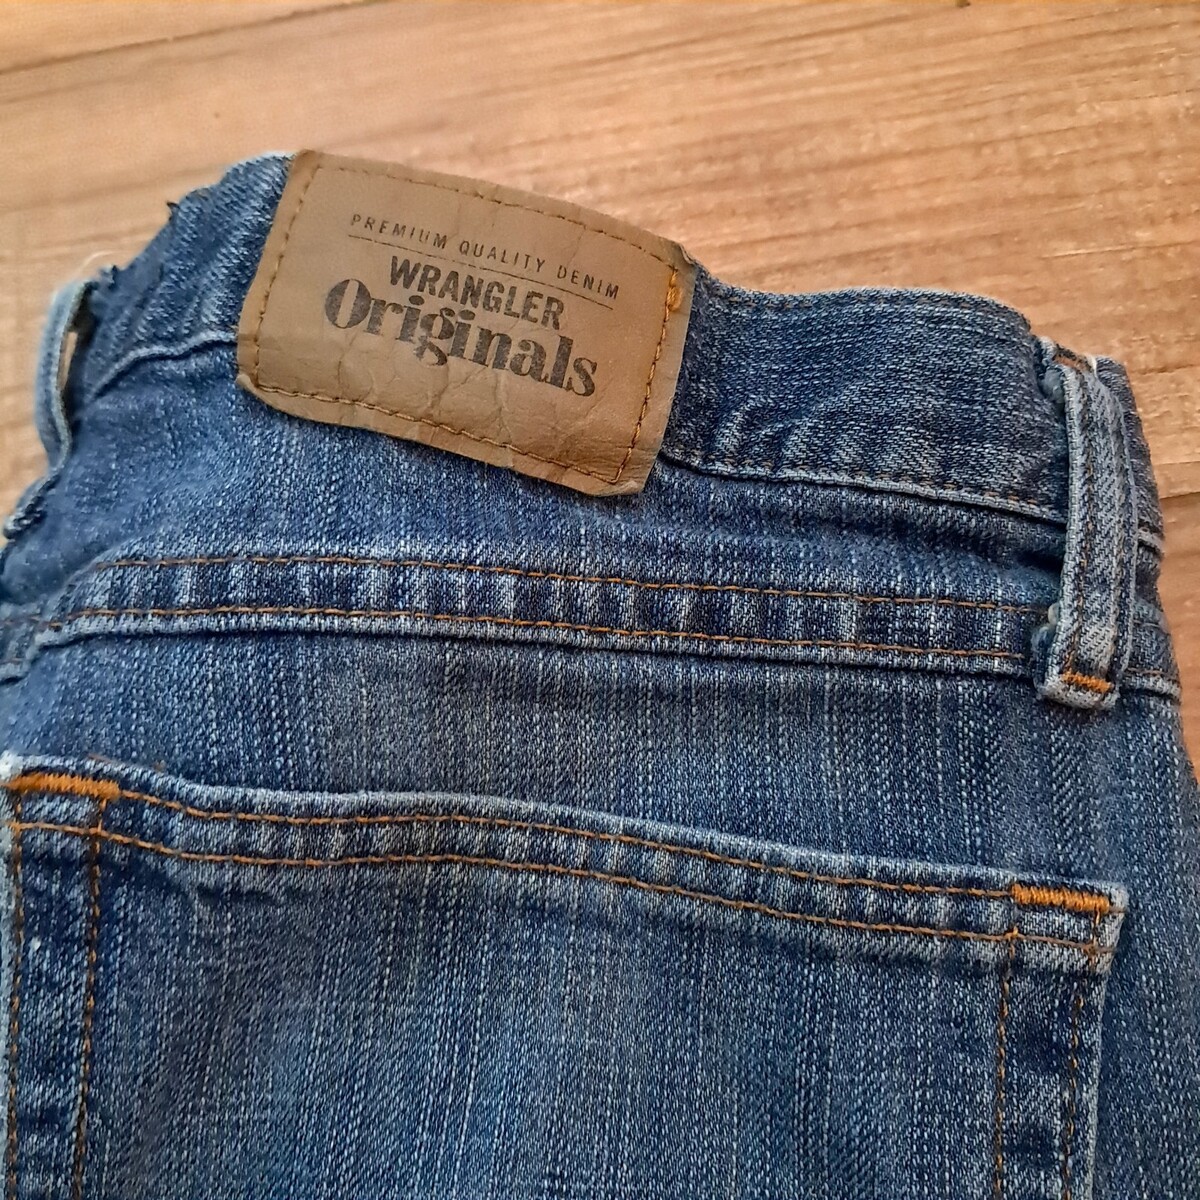 PREMIUM QUALITY DENIM
WRANGLER
Originals